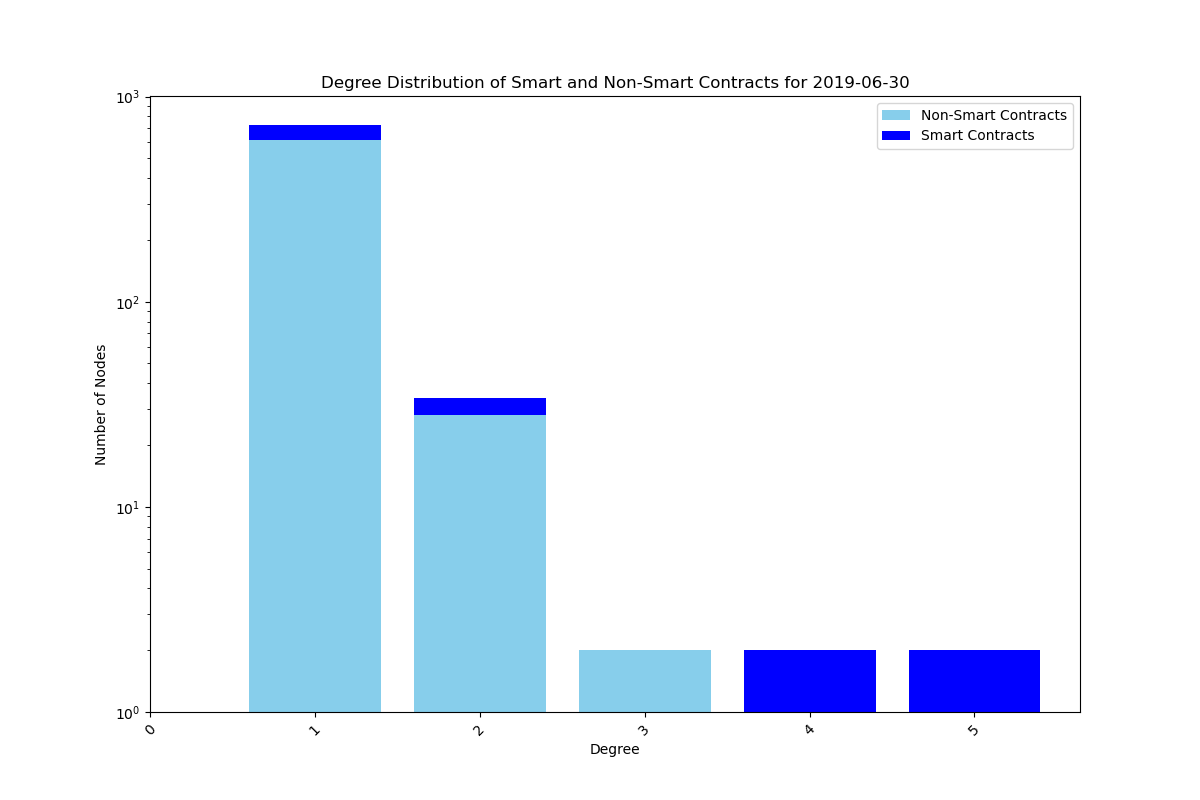 Degree Distribution of Smart and Non-Smart Contracts for 2019-06-30
10³
Non-Smart Contracts
Smart Contracts
10²
Number of Nodes
10¹
10⁰
0 1 2 3 4 5
Degree